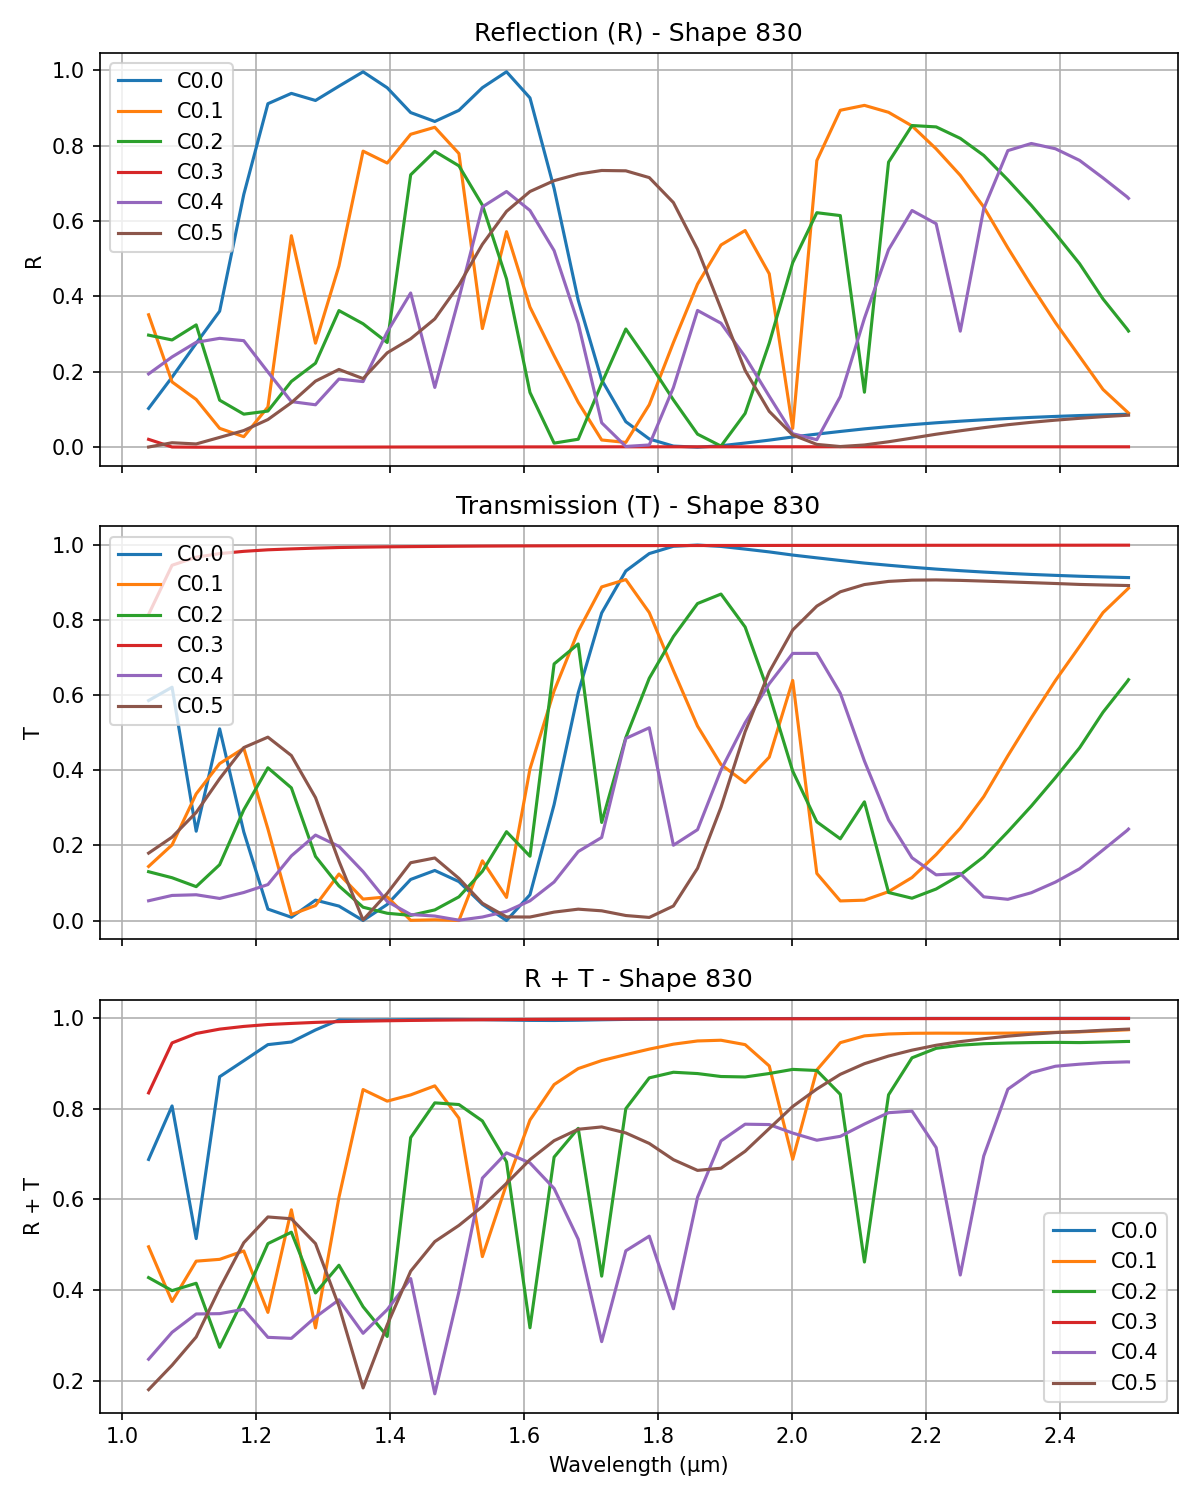 Reflection (R) - Shape 830
1.0
0.8
0.6
0.4
0.2
0.0
R
C0.0
C0.1
C0.2
C0.3
C0.4
C0.5
Transmission (T) - Shape 830
1.0
0.8
0.6
0.4
0.2
0.0
T
C0.0
C0.1
C0.2
C0.3
C0.4
C0.5
R + T - Shape 830
1.0
0.8
0.6
0.4
0.2
R + T
C0.0
C0.1
C0.2
C0.3
C0.4
C0.5
1.0 1.2 1.4 1.6 1.8 2.0 2.2 2.4
Wavelength (μm)